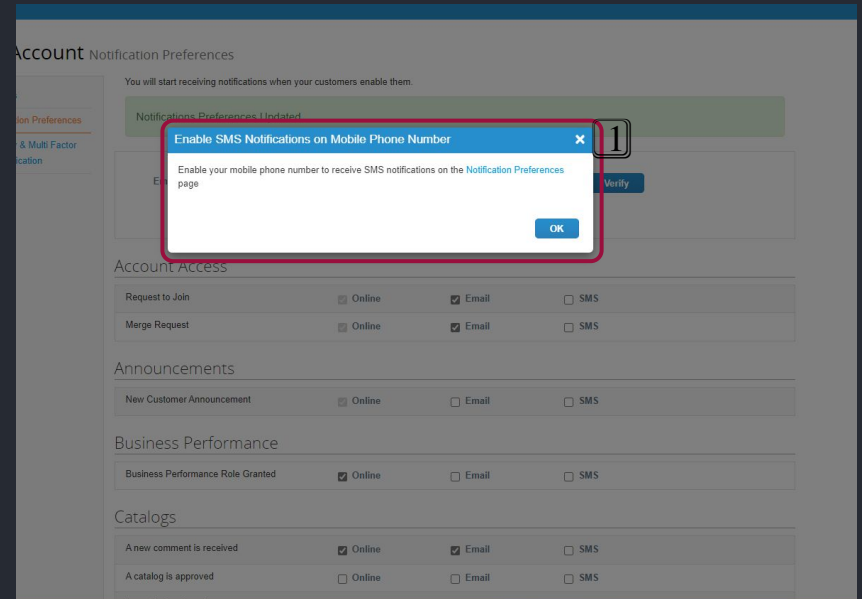 Account Notification Preferences
You will start receiving notifications when your customers enable them.
Preferences
Notifications Preferences Updated
& Multi Factor
Enable SMS Notifications on Mobile Phone Number
1
Enable your mobile phone number to receive SMS notifications on the Notification Preferences
page
Verify
OK
Account Access
Request to Join Online Email SMS
Merge Request Online Email SMS
Announcements
New Customer Announcement Online Email SMS
Business Performance
Business Performance Role Granted Online Email SMS
Catalogs
A new comment is received Online Email SMS
A catalog is approved Online Email SMS